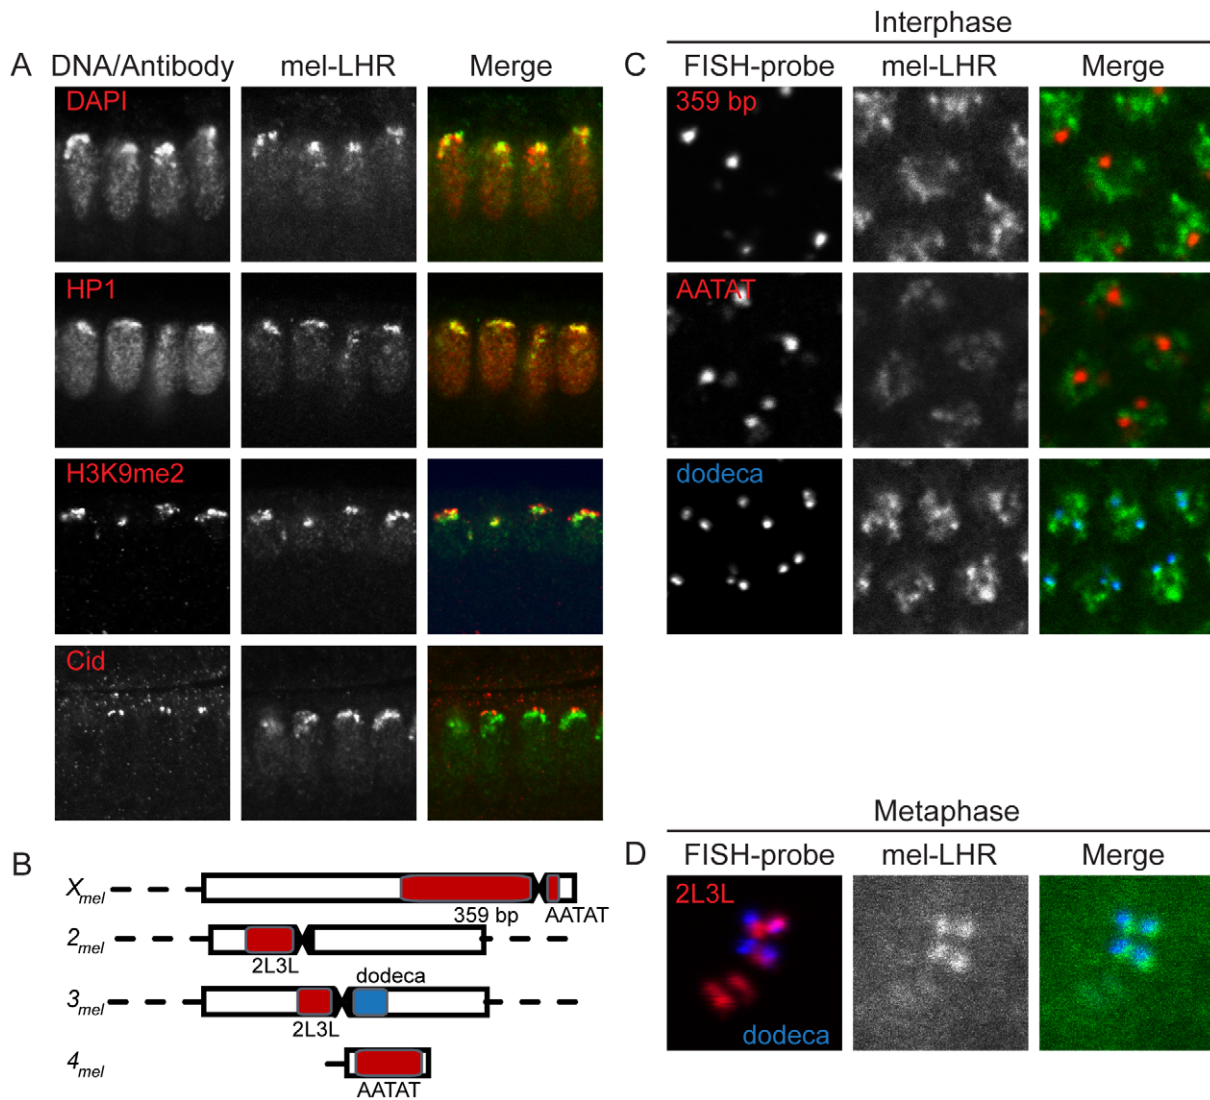 A
DNA/Antibody mel-LHR Merge
DAPI
HP1
H3K9me2
Cid
B
Xmel
359 bp AATAT
2mel
2L3L
dodeca
3mel
2L3L
4mel
AATAT
Interphase
C
FISH-probe mel-LHR Merge
359 bp
AATAT
dodeca
Metaphase
D
FISH-probe mel-LHR Merge
2L3L
dodeca